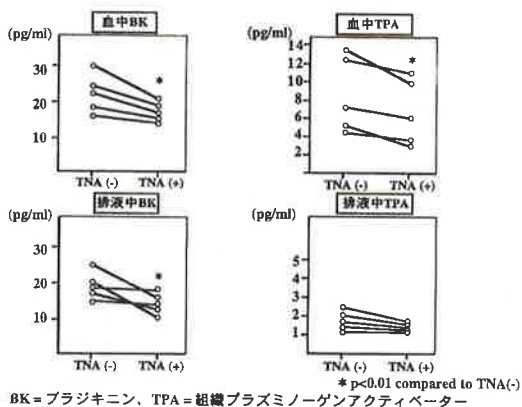 血中BK
(pg/ml)
30
20
10
*
TNA (-) TNA (+)
血中TPA
(pg/ml)
14
12
10
8
6
4
2
*
TNA (-) TNA (+)
排液中BK
(pg/ml)
30
20
10
*
TNA (-) TNA (+)
排液中TPA
(pg/ml)
5
4
3
2
1
TNA (-) TNA (+)
* p<0.01 compared to TNA(-)
BK = ブラジキニン、TPA = 組織プラズミノーゲンアクティベーター